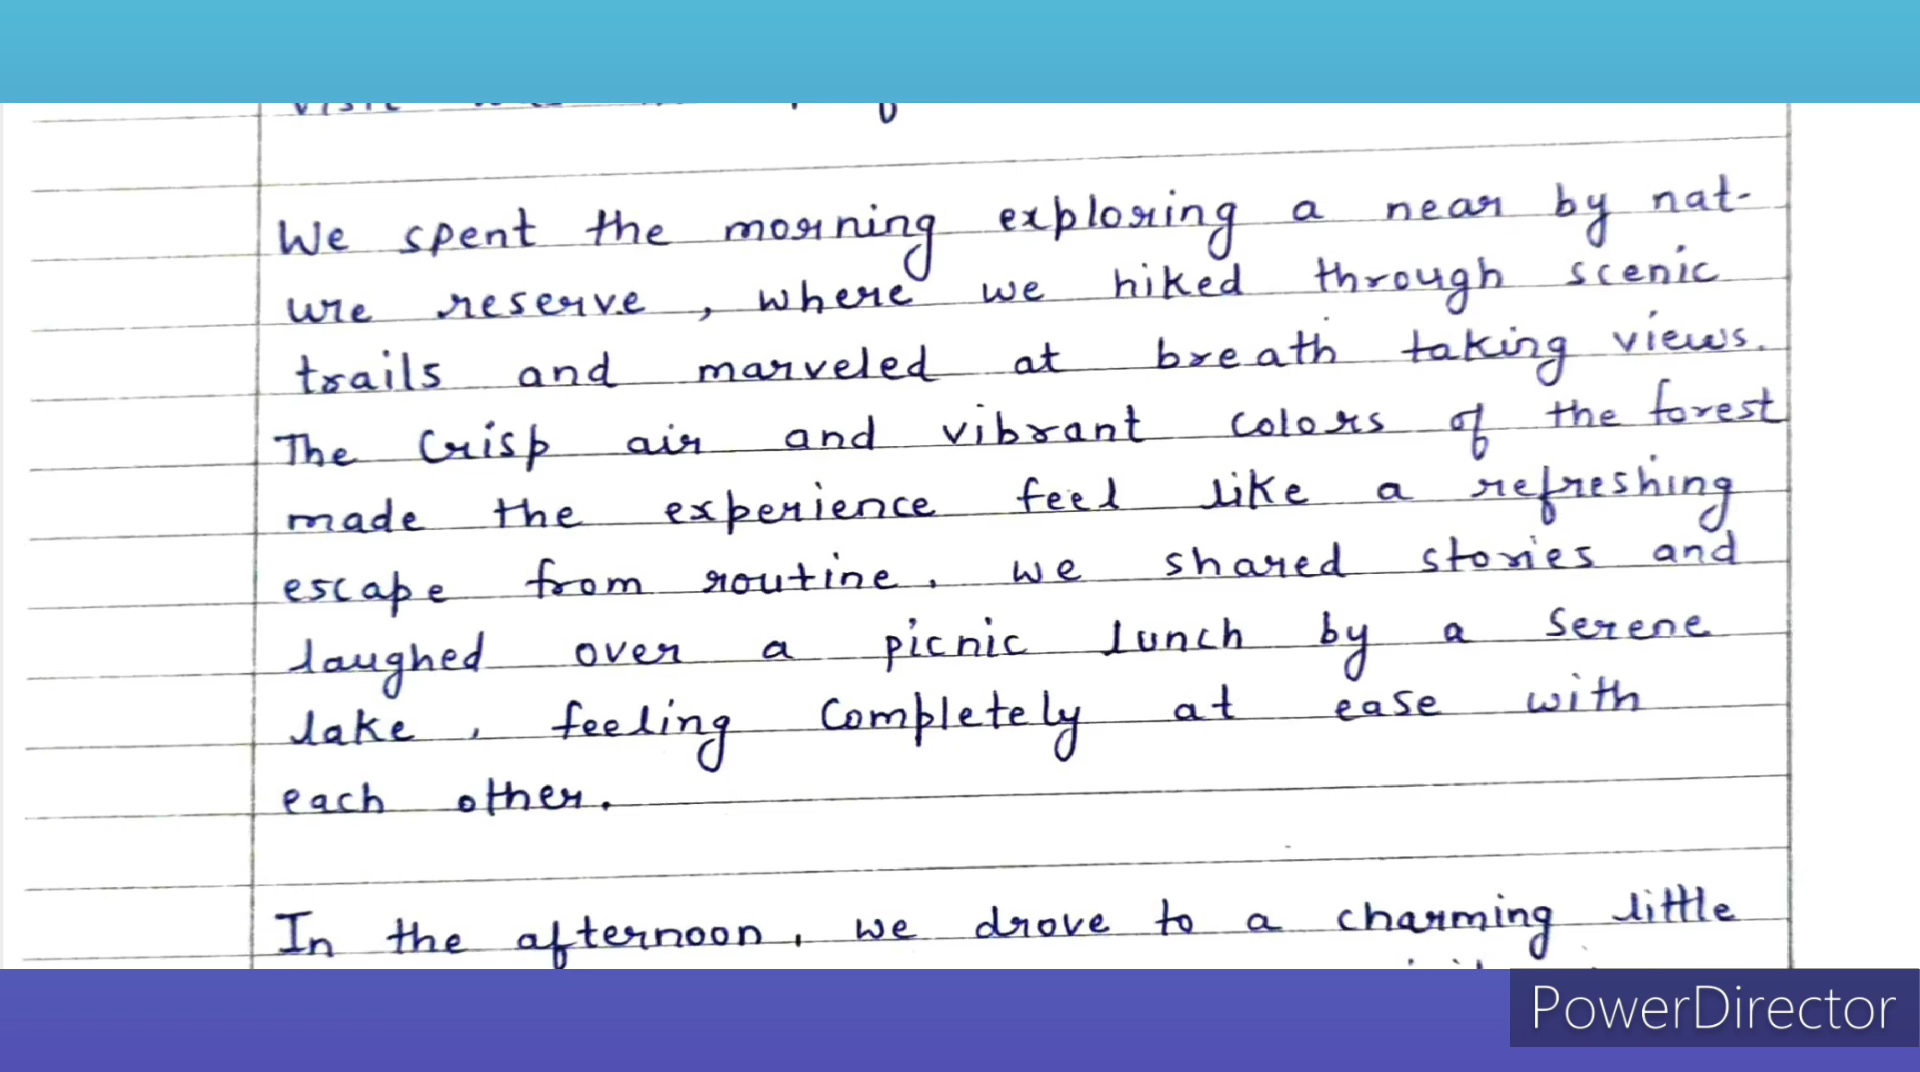 We spent the morning exploring a near by nat-
ure reserve, where we hiked through scenic
trails and marveled at breath taking views.
The Crisp air and vibrant colors of the forest
made the experience feel like a refreshing
escape from routine. we shared stories and
laughed over a picnic lunch by a serene
lake, feeling Completely at ease with
each other.
In the afternoon, we drove to a charming little
PowerDirector